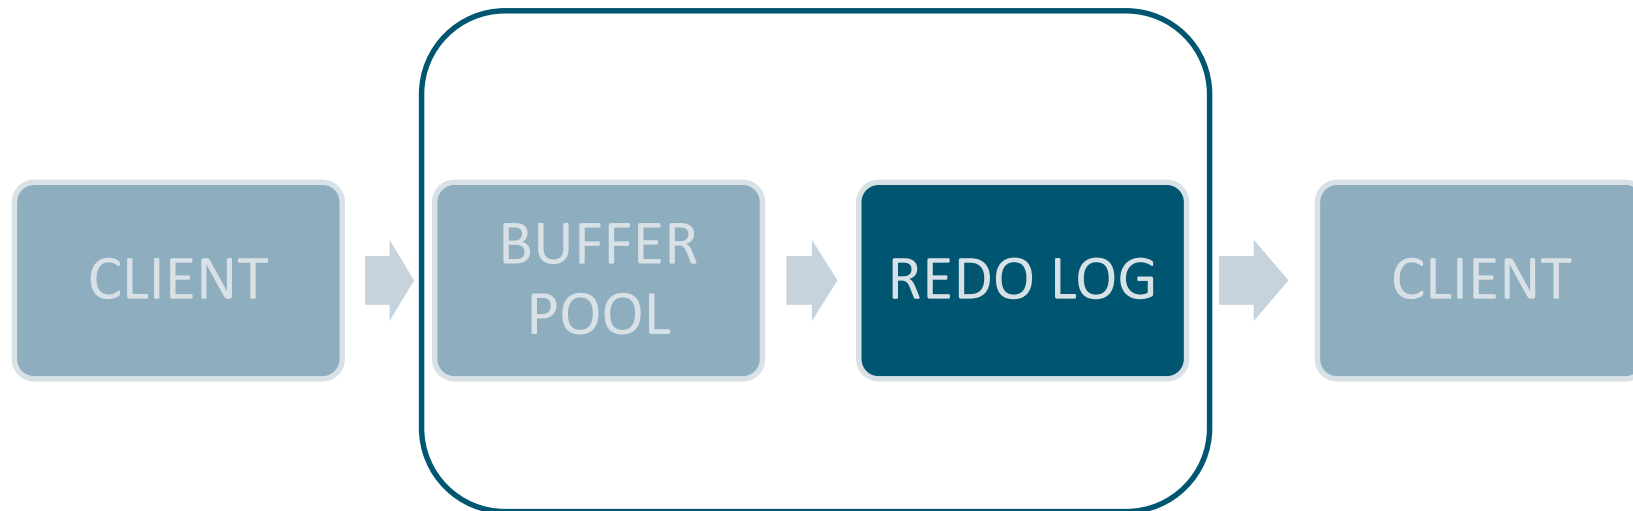 CLIENT
BUFFER
POOL
REDO LOG
CLIENT